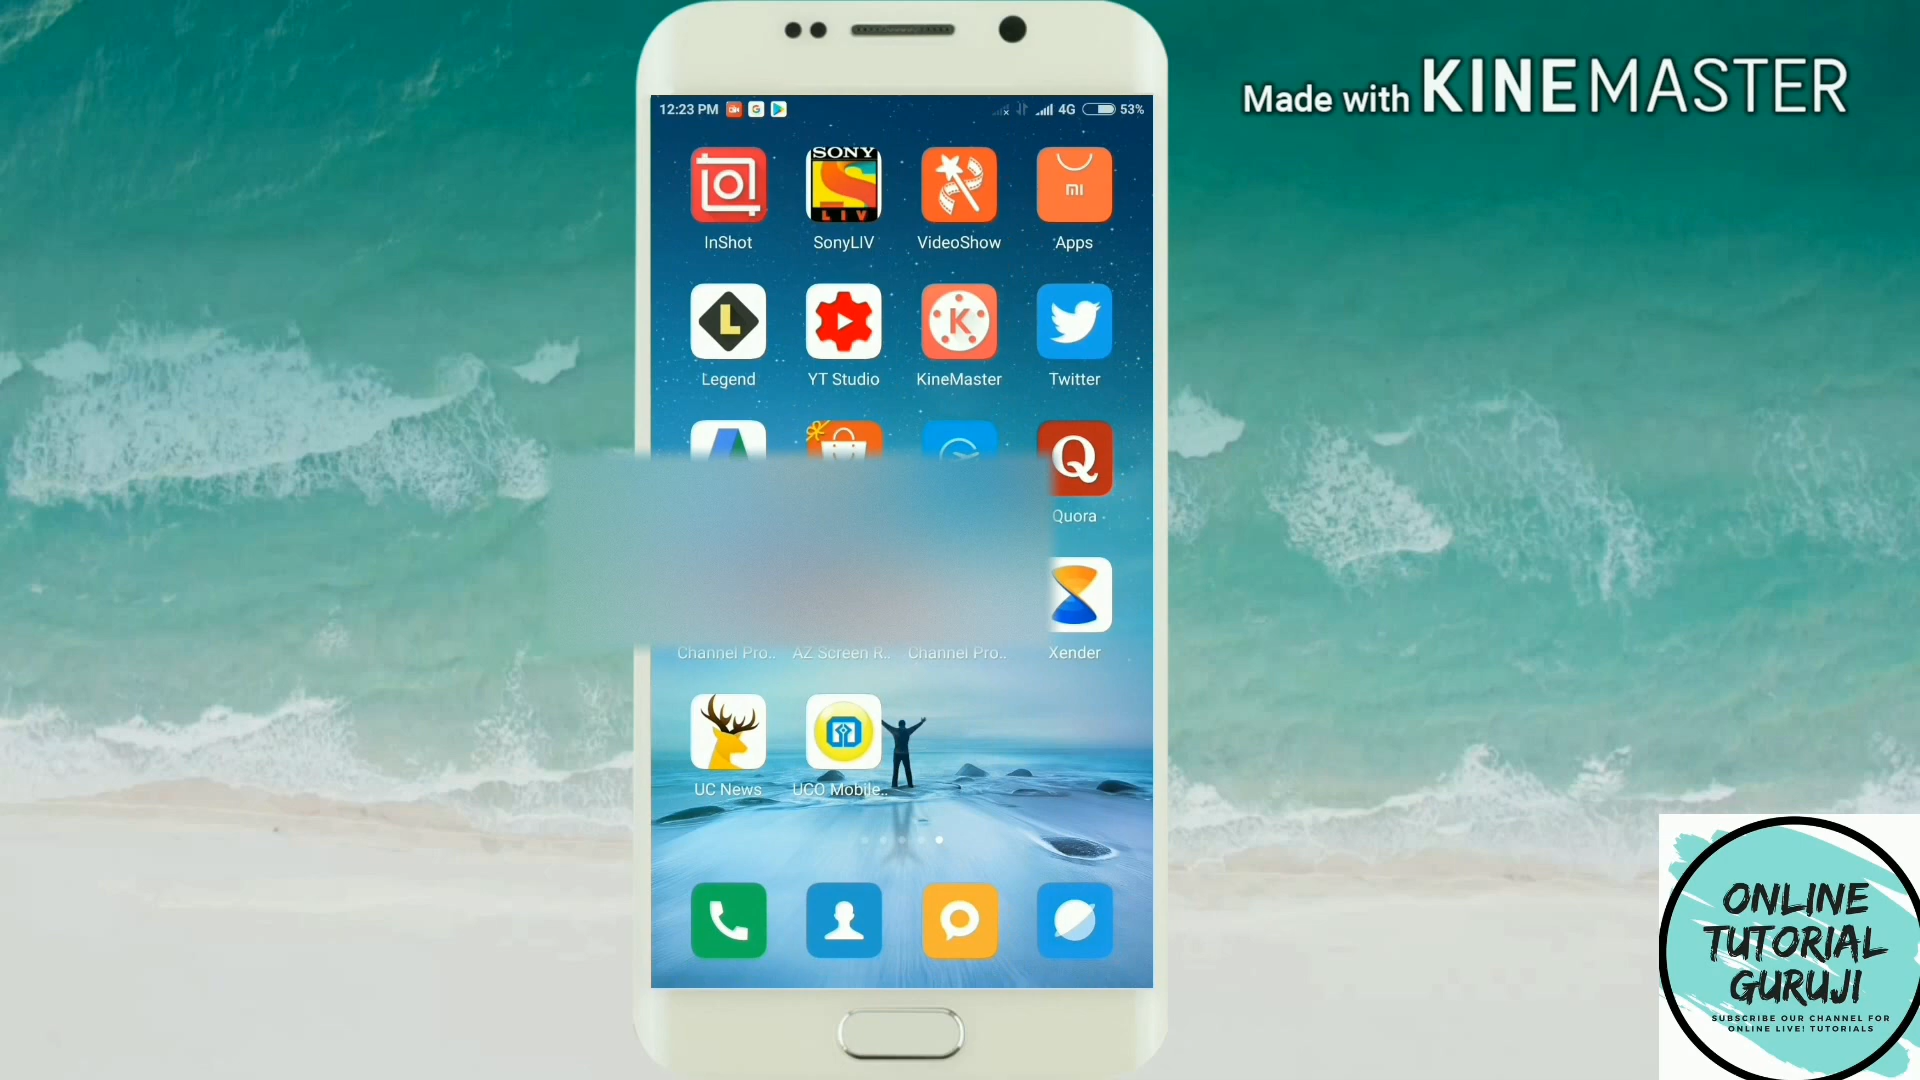 Made with KINEMASTER
12:23 PM
4G
53%
SONY
LIV
mi
InShot
SonyLIV
VideoShow
Apps
L
K
Legend
YT Studio
KineMaster
Twitter
Q
Quora
Channel Pro..
AZ Screen R..
Channel Pro..
Xender
UC News
UCO Mobile..
ONLINE
TUTORIAL
GURUJI
SUBSCRIBE OUR CHANNEL FOR
ONLINE LIVE! TUTORIALS